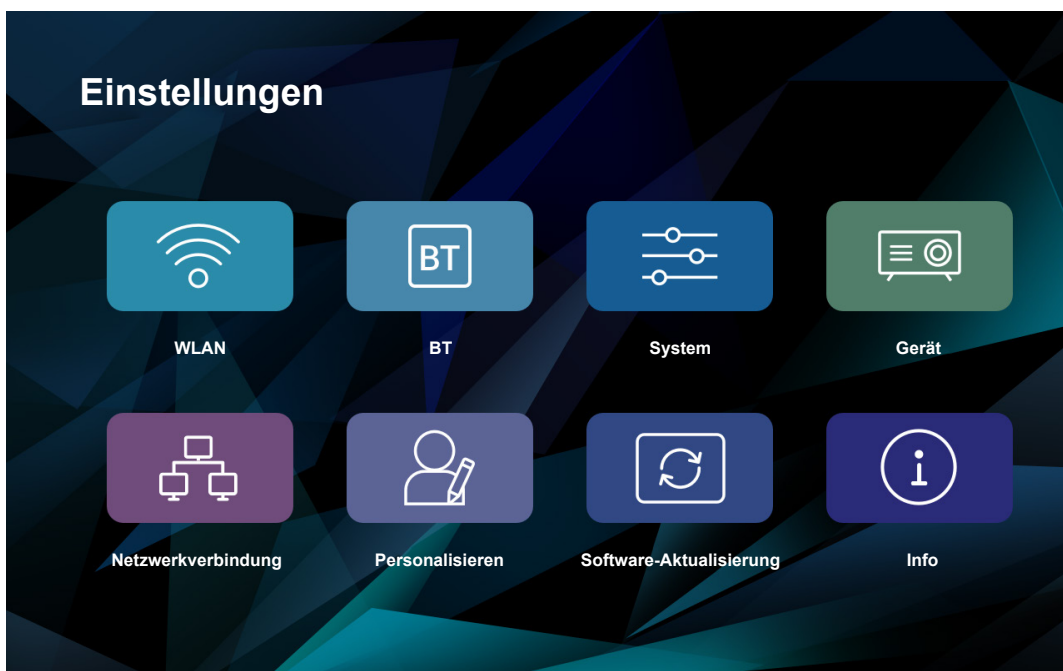 Einstellungen
BT
WLAN
BT
System
Gerät
Netzwerkverbindung
Personalisieren
Software-Aktualisierung
Info